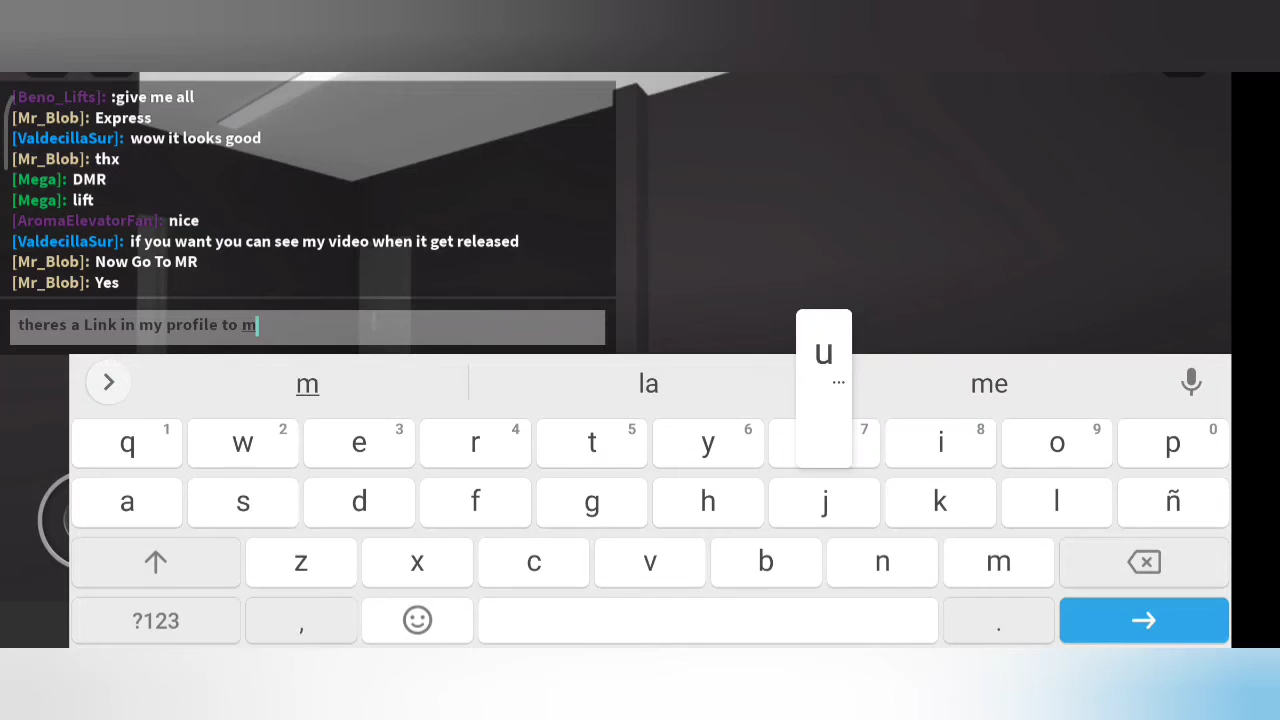 [Beno_Lifts]: :give me all
[Mr_Blob]: Express
[ValdecillaSur]: wow it looks good
[Mr_Blob]: thx
[Mega]: DMR
[Mega]: lift
[AromaElevatorFan]: nice
[ValdecillaSur]: if you want you can see my video when it get released
[Mr_Blob]: Now Go To MR
[Mr_Blob]: Yes
theres a Link in my profile to m
m la me
q 1 w 2 e 3 r 4 t 5 y 6 u ... 7 i 8 o 9 p 0
a s d f g h j k l ñ
z x c v b n m
?123 , .